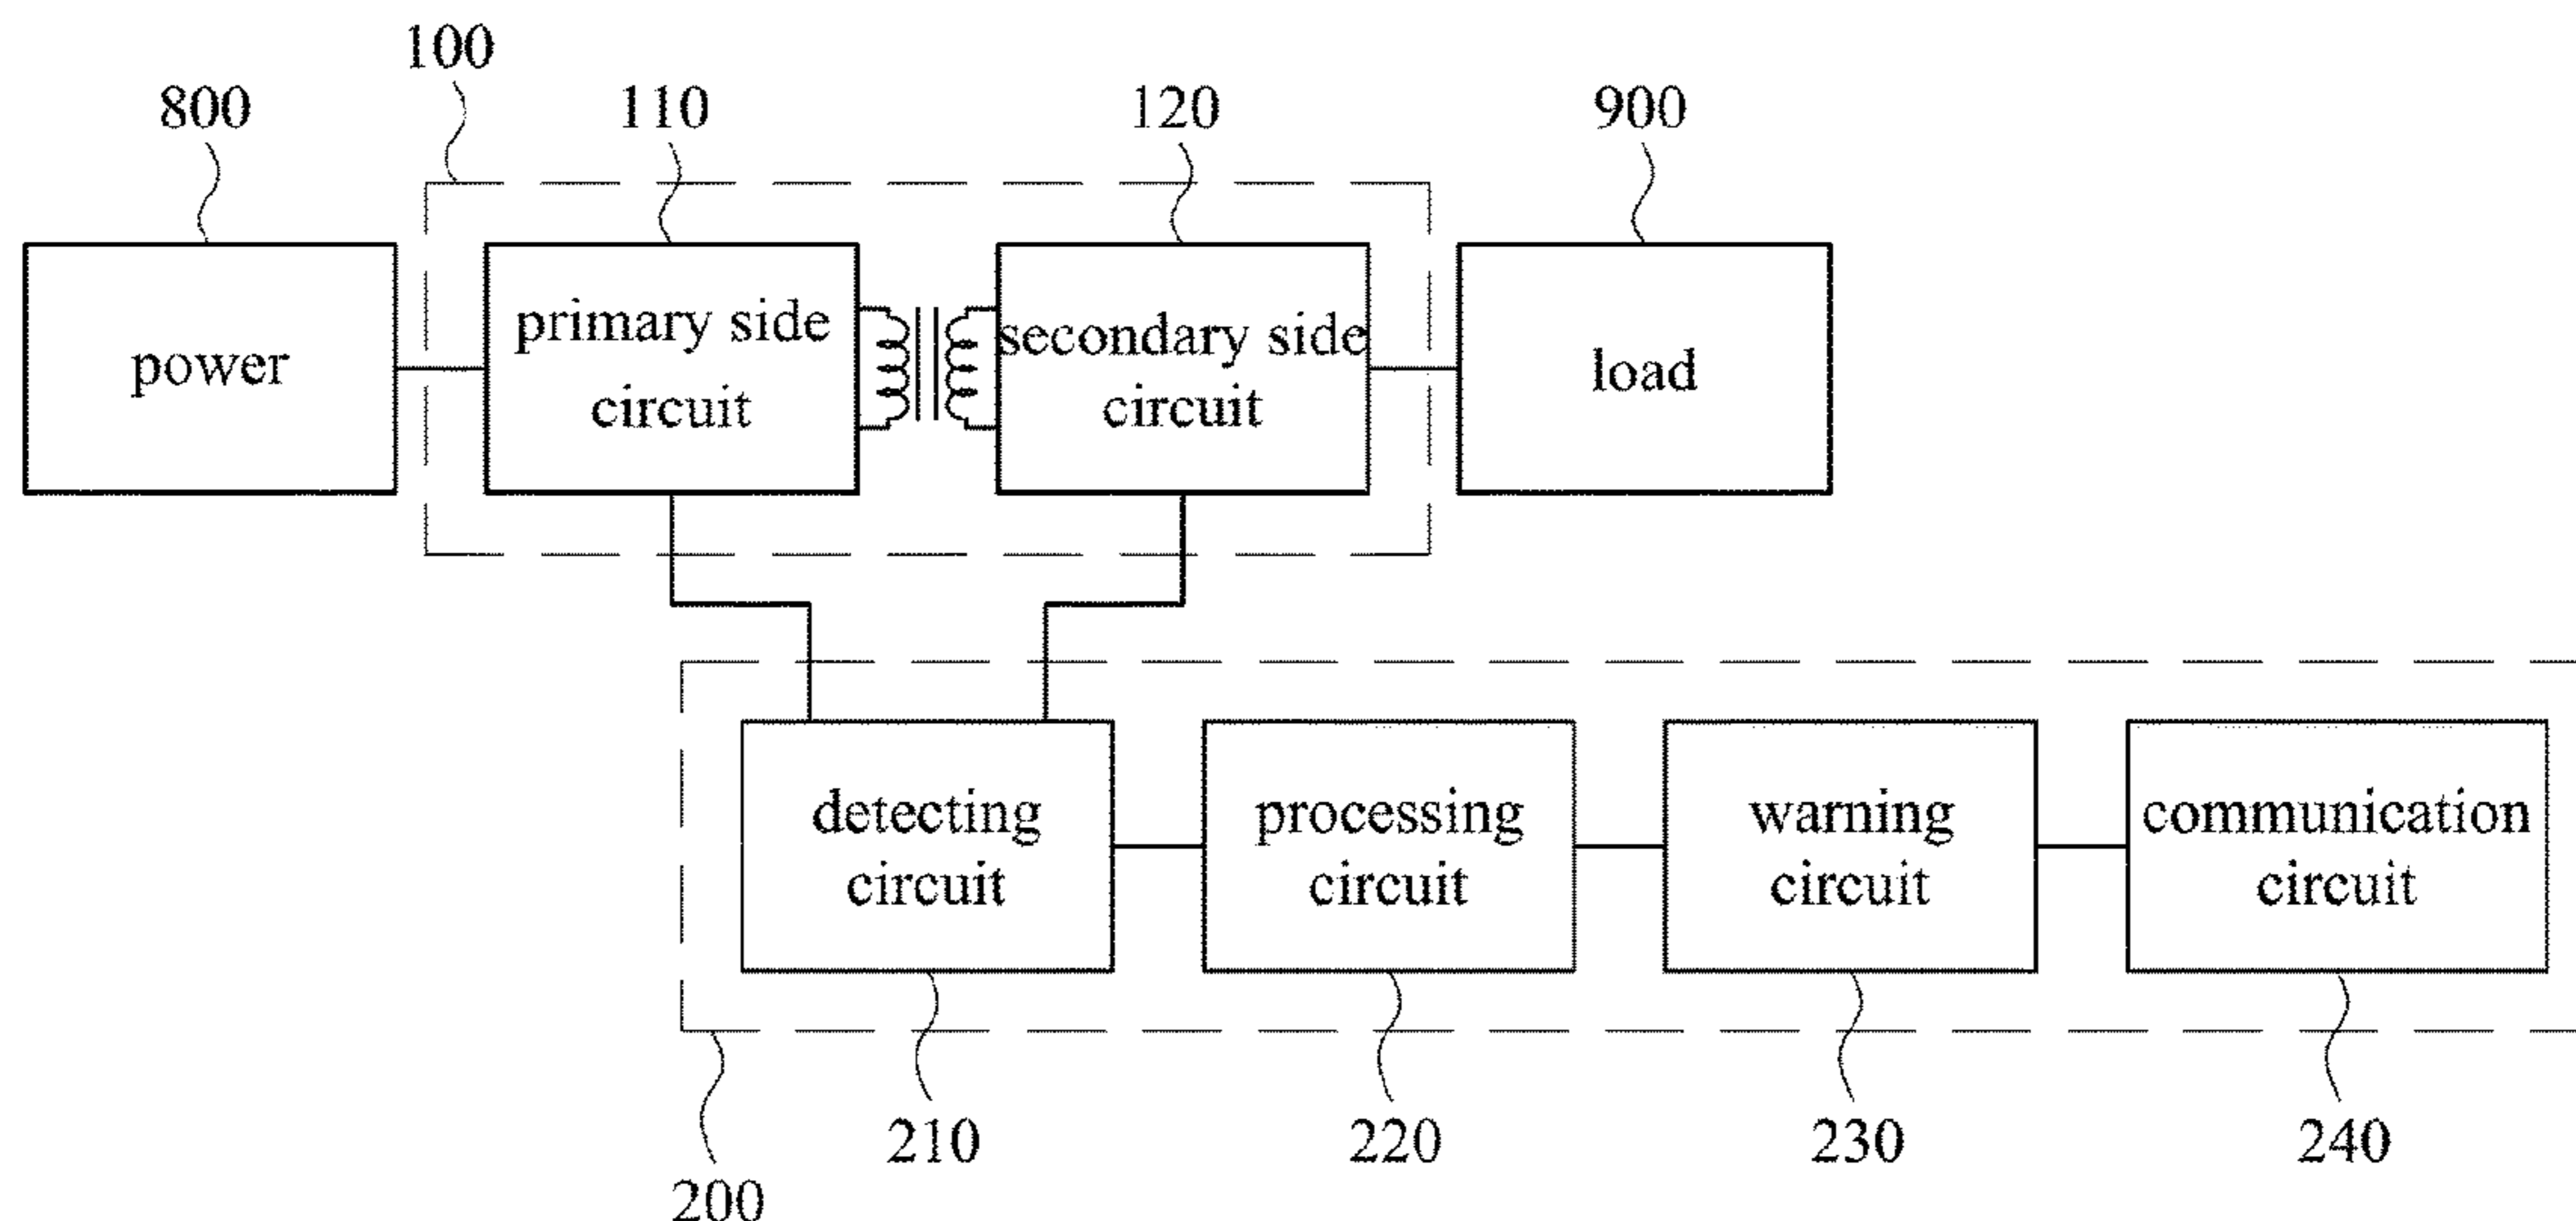 100
800
110
120
900
power
primary side
circuit
secondary side
circuit
load
detecting
circuit
processing
circuit
warning
circuit
communication
circuit
210
220
230
240
200